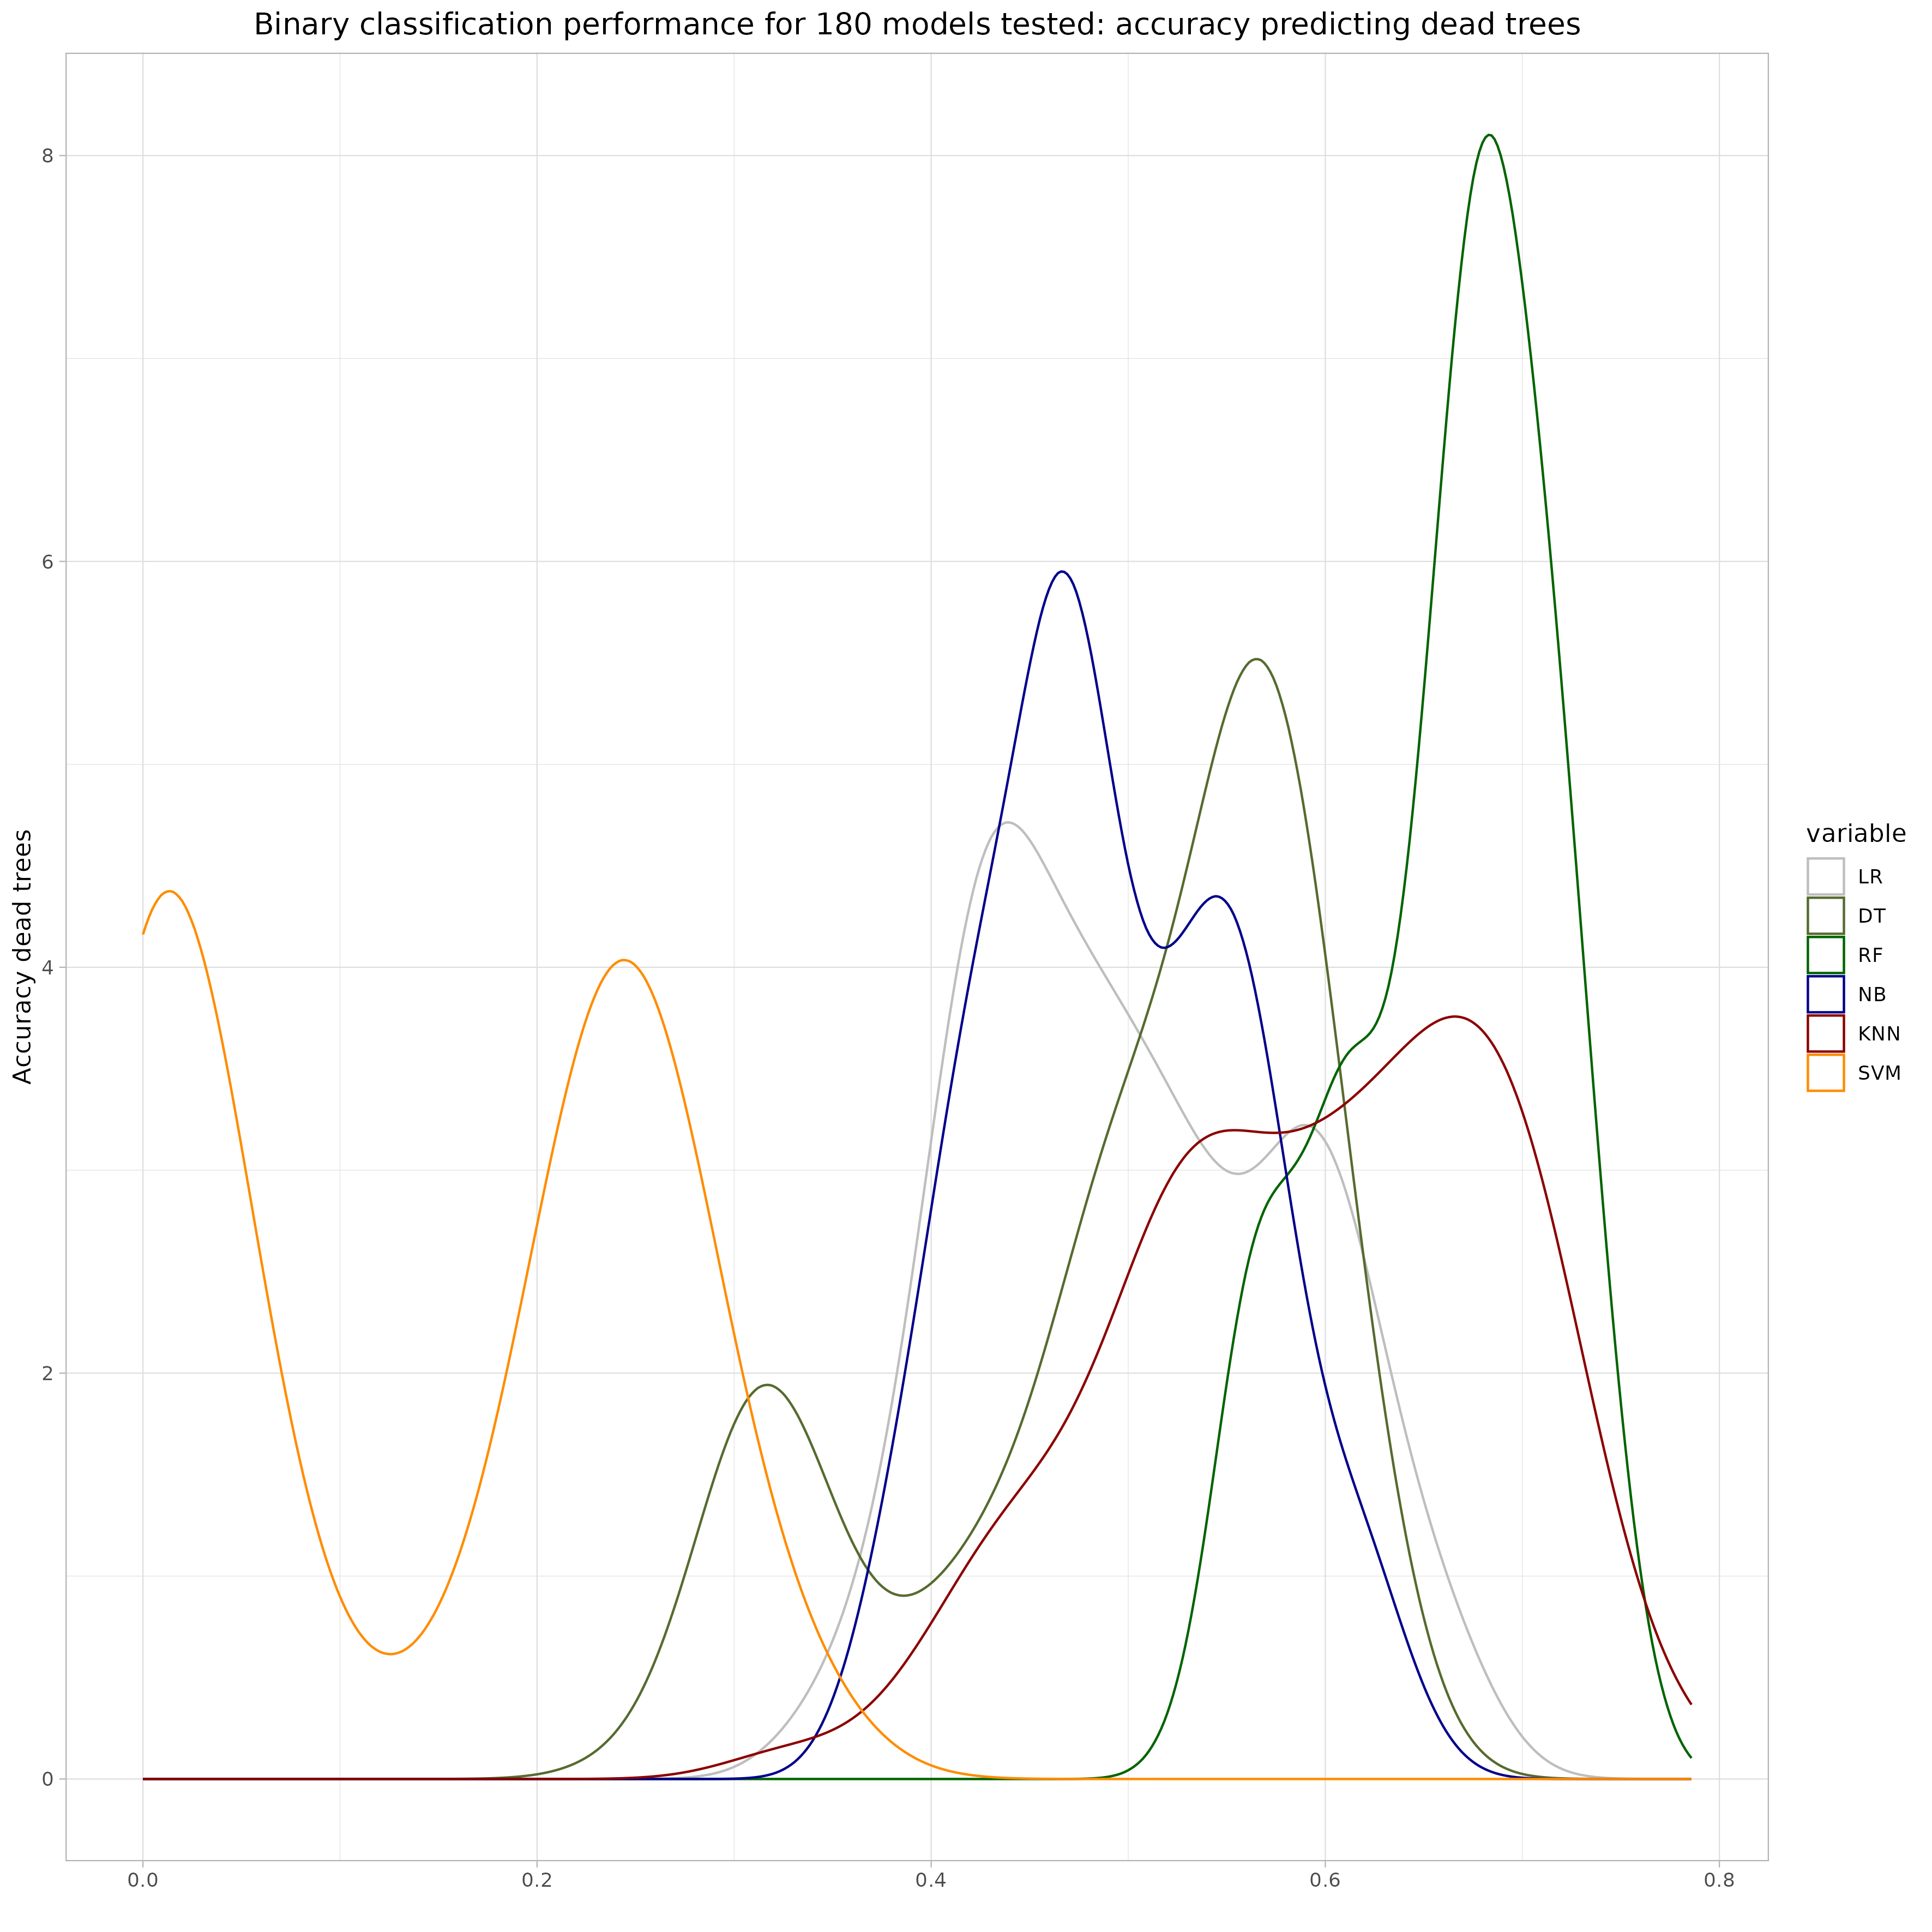 Binary classification performance for 180 models tested: accuracy predicting dead trees
Accuracy dead trees
8
6
4
2
0
0.0
0.2
0.4
0.6
0.8
variable
LR
DT
RF
NB
KNN
SVM